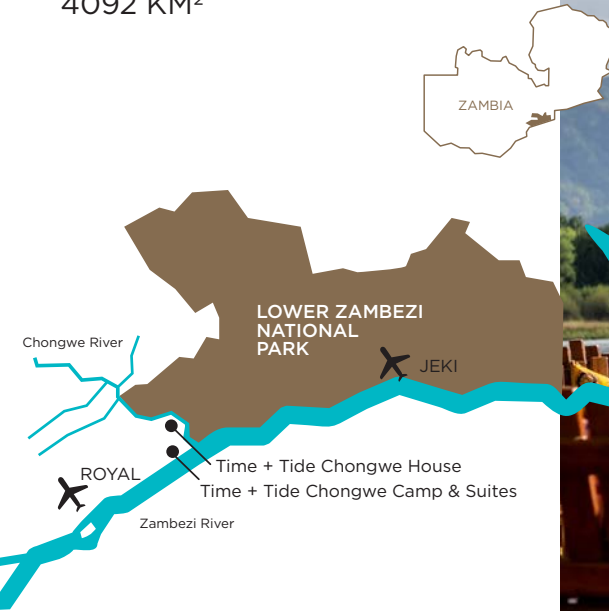 4092 KM²
ZAMBIA
LOWER ZAMBEZI
NATIONAL
PARK
Chongwe River
JEKI
Time + Tide Chongwe House
ROYAL
Time + Tide Chongwe Camp & Suites
Zambezi River